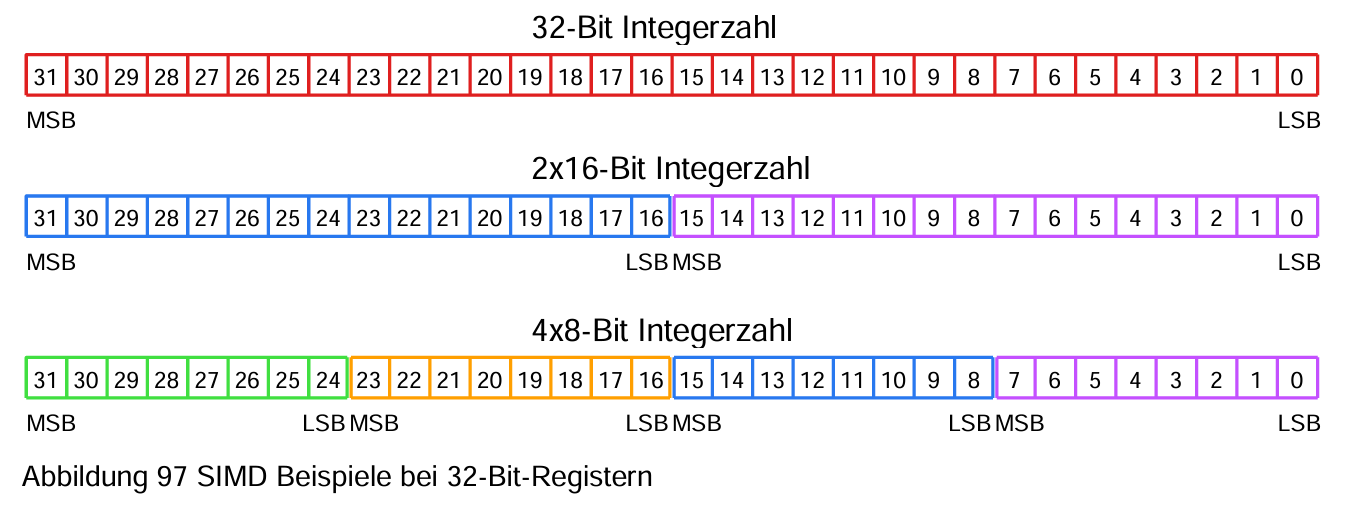 32-Bit Integerzahl
31 30 29 28 27 26 25 24 23 22 21 20 19 18 17 16 15 14 13 12 11 10 9 8 7 6 5 4 3 2 1 0
MSB LSB
2x16-Bit Integerzahl
31 30 29 28 27 26 25 24 23 22 21 20 19 18 17 16 15 14 13 12 11 10 9 8 7 6 5 4 3 2 1 0
MSB LSB MSB LSB
4x8-Bit Integerzahl
31 30 29 28 27 26 25 24 23 22 21 20 19 18 17 16 15 14 13 12 11 10 9 8 7 6 5 4 3 2 1 0
MSB LSB MSB LSB MSB LSB MSB LSB
Abbildung 97 SIMD Beispiele bei 32-Bit-Registern